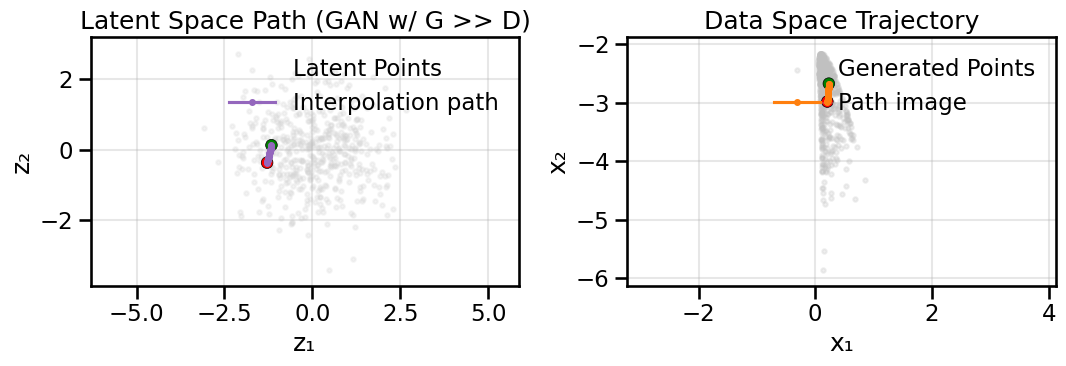 Latent Space Path (GAN w/ G >> D)
Latent Points
Interpolation path
z₂
2
0
−2
−5.0
−2.5
0.0
2.5
5.0
z₁
Data Space Trajectory
Generated Points
Path image
x₂
−2
−3
−4
−5
−6
−2
0
2
4
x₁